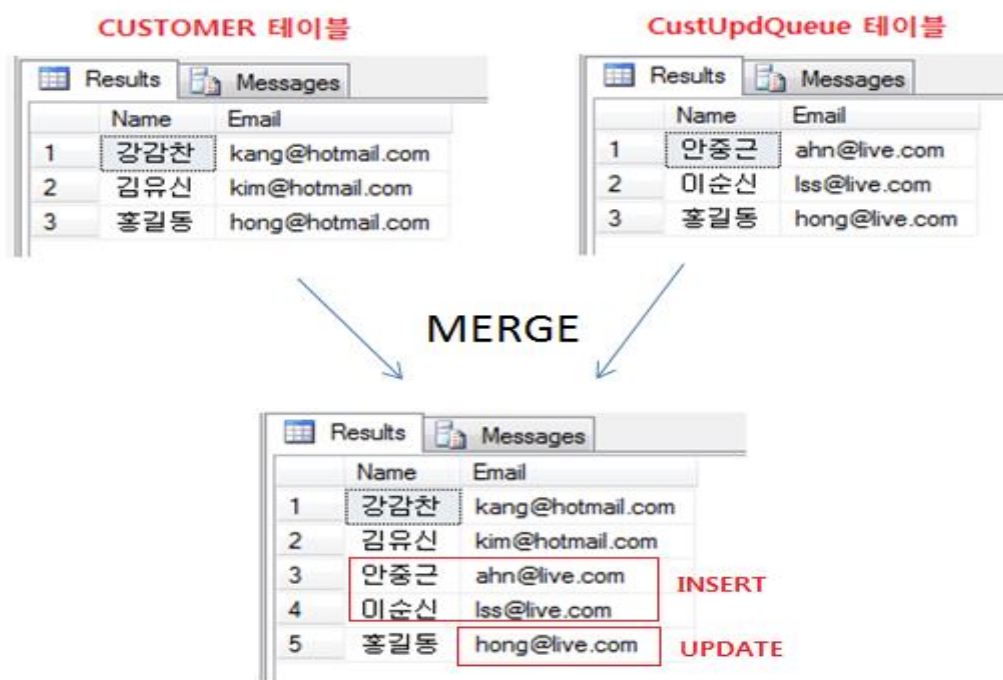 CUSTOMER 테이블
Results Messages
Name Email
1 강감찬 kang@hotmail.com
2 김유신 kim@hotmail.com
3 홍길동 hong@hotmail.com
CustUpdQueue 테이블
Results Messages
Name Email
1 안중근 ahn@live.com
2 이순신 lss@live.com
3 홍길동 hong@live.com
MERGE
Results Messages
Name Email
1 강감찬 kang@hotmail.com
2 김유신 kim@hotmail.com
3 안중근 ahn@live.com
INSERT
4 이순신 lss@live.com
5 홍길동 hong@live.com UPDATE